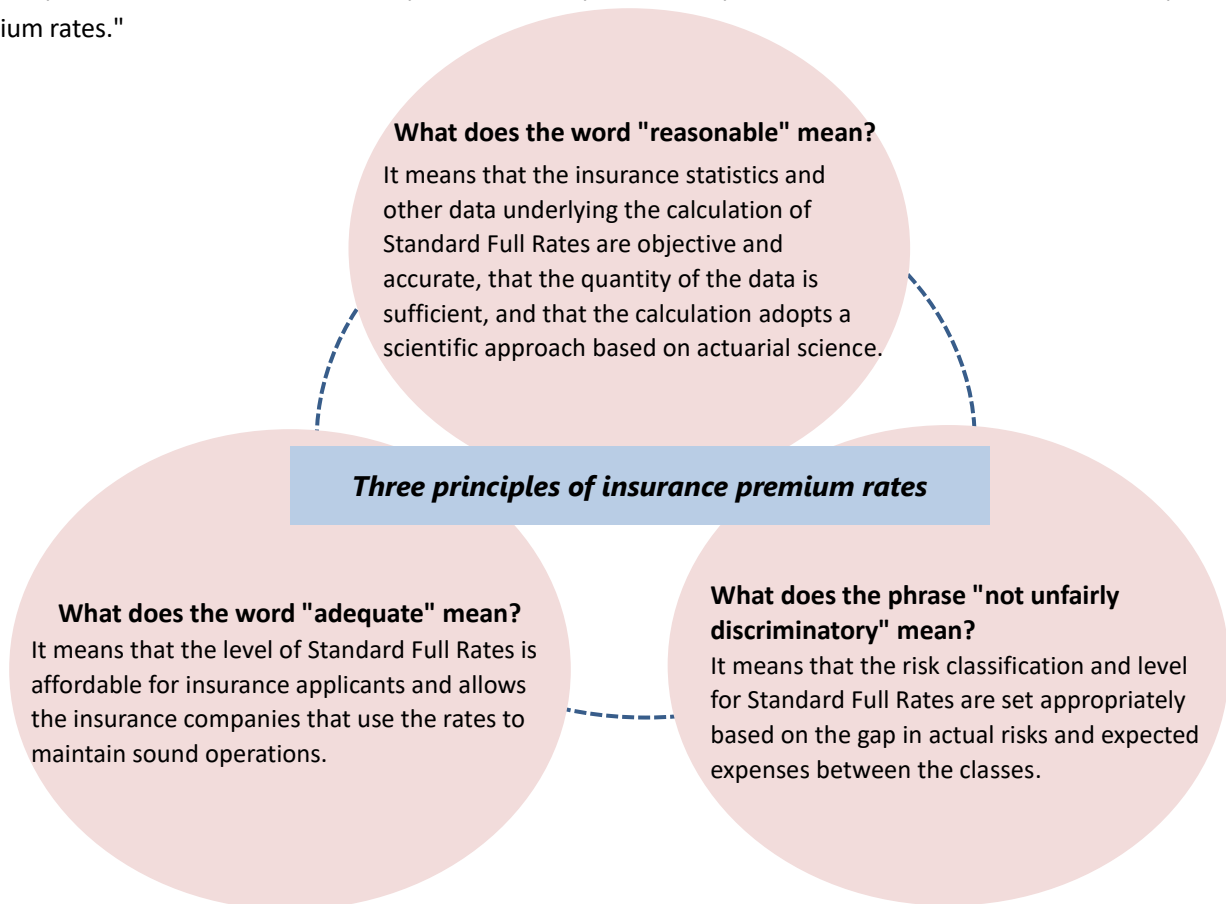 ium rates."
What does the word "reasonable" mean?
It means that the insurance statistics and
other data underlying the calculation of
Standard Full Rates are objective and
accurate, that the quantity of the data is
sufficient, and that the calculation adopts a
scientific approach based on actuarial science.
Three principles of insurance premium rates
What does the word "adequate" mean?
It means that the level of Standard Full Rates is
affordable for insurance applicants and allows
the insurance companies that use the rates to
maintain sound operations.
What does the phrase "not unfairly
discriminatory" mean?
It means that the risk classification and level
for Standard Full Rates are set appropriately
based on the gap in actual risks and expected
expenses between the classes.